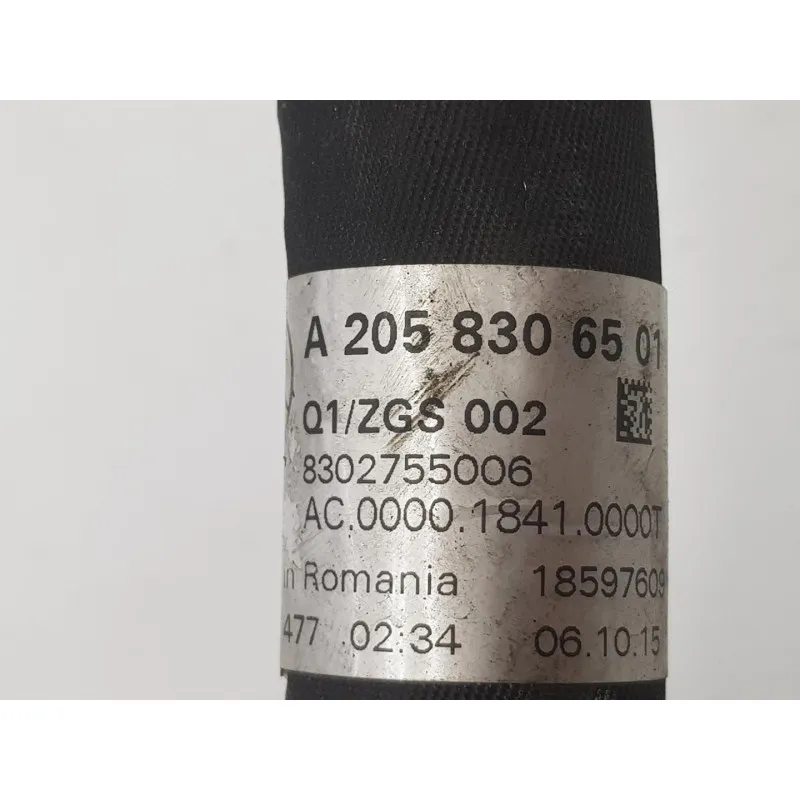 A 205 830 65 01
Q1/ZGS 002
8302755006
AC.0000.1841.0000T
in Romania 18597609
477 02:34 06.10.15